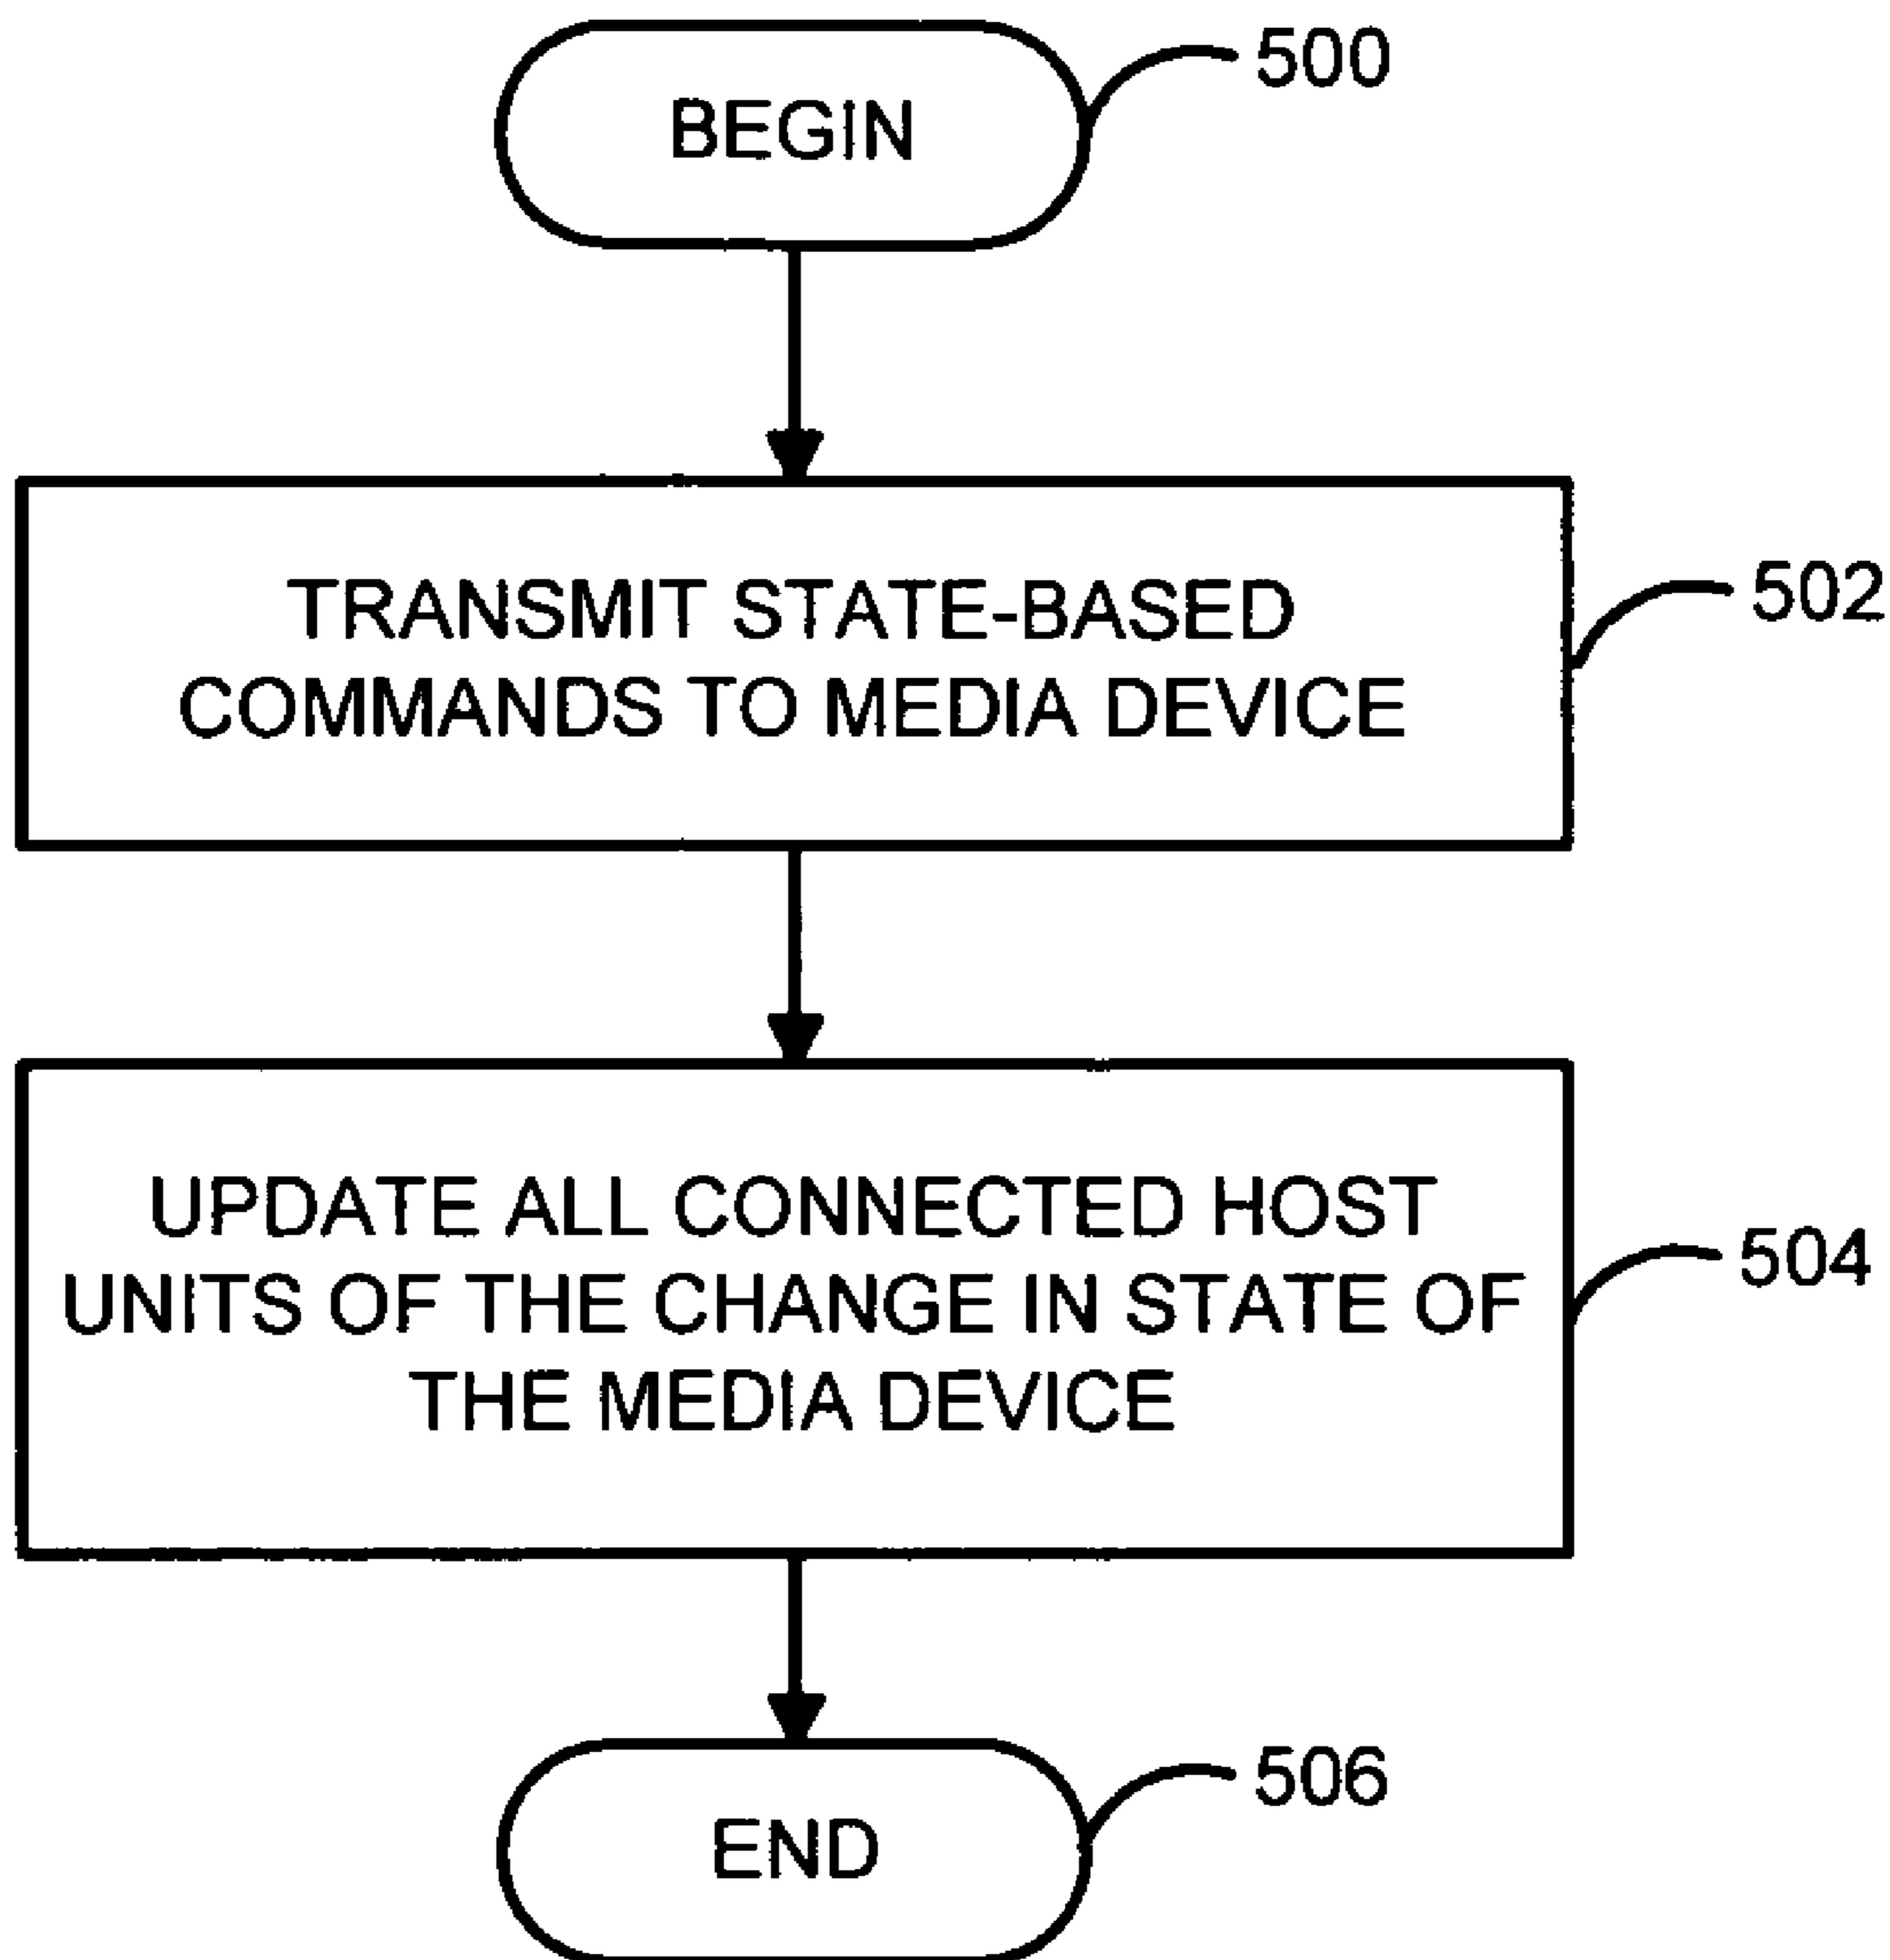 BEGIN
500
TRANSMIT STATE-BASED
COMMANDS TO MEDIA DEVICE
502
UPDATE ALL CONNECTED HOST
UNITS OF THE CHANGE IN STATE OF
THE MEDIA DEVICE
504
END
506